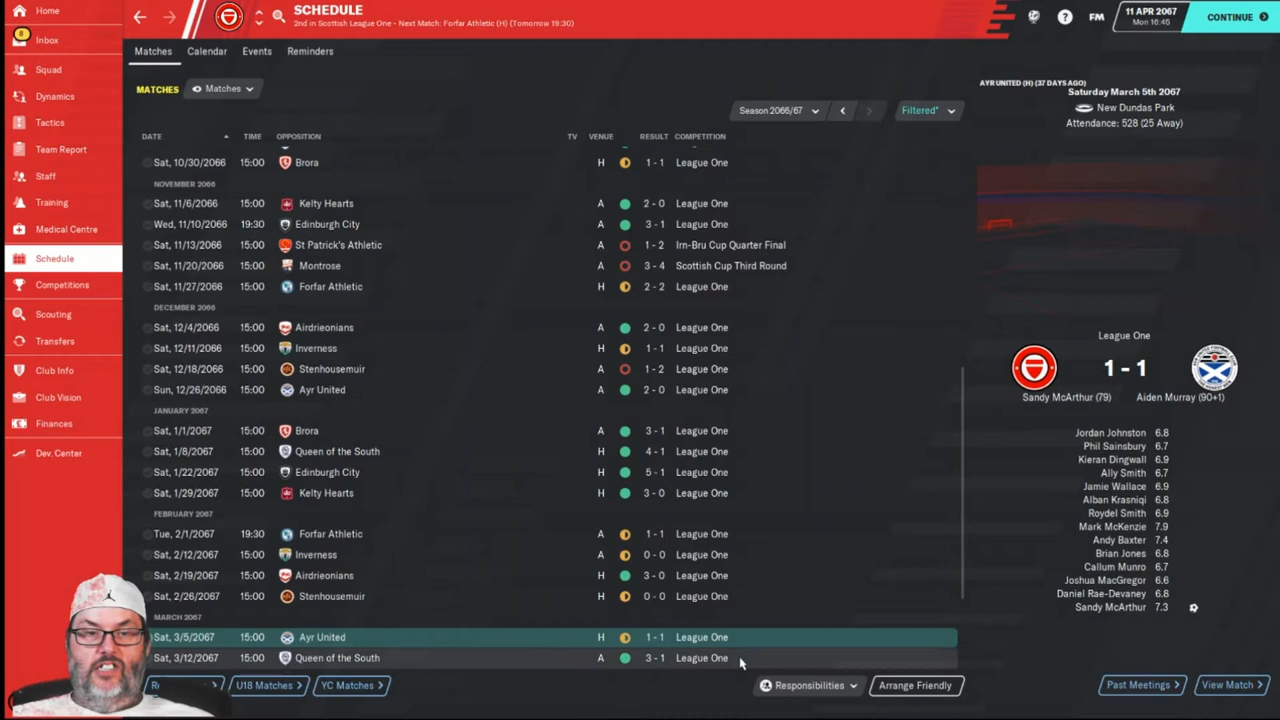 Home
SCHEDULE
2nd in Scottish League One - Next Match: Forfar Athletic (H) (Tomorrow 19:30)
FM
11 APR 2067
Mon 16:45
CONTINUE
8
Inbox
Squad
Dynamics
Tactics
Team Report
Staff
Training
Medical Centre
Schedule
Competitions
Scouting
Transfers
Club Info
Club Vision
Finances
Dev. Center
Matches Calendar Events Reminders
MATCHES Matches
Season 2066/67 Filtered*
DATE TIME OPPOSITION TV VENUE RESULT COMPETITION
Sat, 10/30/2066 15:00 Brora H 1 - 1 League One
NOVEMBER 2066
Sat, 11/6/2066 15:00 Kelty Hearts A 2 - 0 League One
Wed, 11/10/2066 19:30 Edinburgh City A 3 - 1 League One
Sat, 11/13/2066 15:00 St Patrick's Athletic A 1 - 2 Irn-Bru Cup Quarter Final
Sat, 11/20/2066 15:00 Montrose A 3 - 4 Scottish Cup Third Round
Sat, 11/27/2066 15:00 Forfar Athletic H 2 - 2 League One
DECEMBER 2066
Sat, 12/4/2066 15:00 Airdrieonians A 2 - 0 League One
Sat, 12/11/2066 15:00 Inverness H 1 - 1 League One
Sat, 12/18/2066 15:00 Stenhousemuir A 1 - 2 League One
Sun, 12/26/2066 15:00 Ayr United A 2 - 0 League One
JANUARY 2067
Sat, 1/1/2067 15:00 Brora A 3 - 1 League One
Sat, 1/8/2067 15:00 Queen of the South H 4 - 1 League One
Sat, 1/22/2067 15:00 Edinburgh City H 5 - 1 League One
Sat, 1/29/2067 15:00 Kelty Hearts H 3 - 0 League One
FEBRUARY 2067
Tue, 2/1/2067 19:30 Forfar Athletic A 1 - 1 League One
Sat, 2/12/2067 15:00 Inverness A 0 - 0 League One
Sat, 2/19/2067 15:00 Airdrieonians H 3 - 0 League One
Sat, 2/26/2067 15:00 Stenhousemuir H 0 - 0 League One
MARCH 2067
Sat, 3/5/2067 15:00 Ayr United H 1 - 1 League One
Sat, 3/12/2067 15:00 Queen of the South A 3 - 1 League One
U18 Matches YC Matches Responsibilities Arrange Friendly
AYR UNITED (H) (37 DAYS AGO)
Saturday March 5th 2067
New Dundas Park
Attendance: 528 (25 Away)
League One
1 - 1
Sandy McArthur (79) Aiden Murray (90+1)
Jordan Johnston 6.8
Phil Sainsbury 6.7
Kieran Dingwall 6.9
Ally Smith 6.7
Jamie Wallace 6.9
Alban Krasniqi 6.8
Roydel Smith 6.9
Mark McKenzie 7.9
Andy Baxter 7.4
Brian Jones 6.8
Callum Munro 6.7
Joshua MacGregor 6.6
Daniel Rae-Devaney 6.8
Sandy McArthur 7.3
Past Meetings View Match